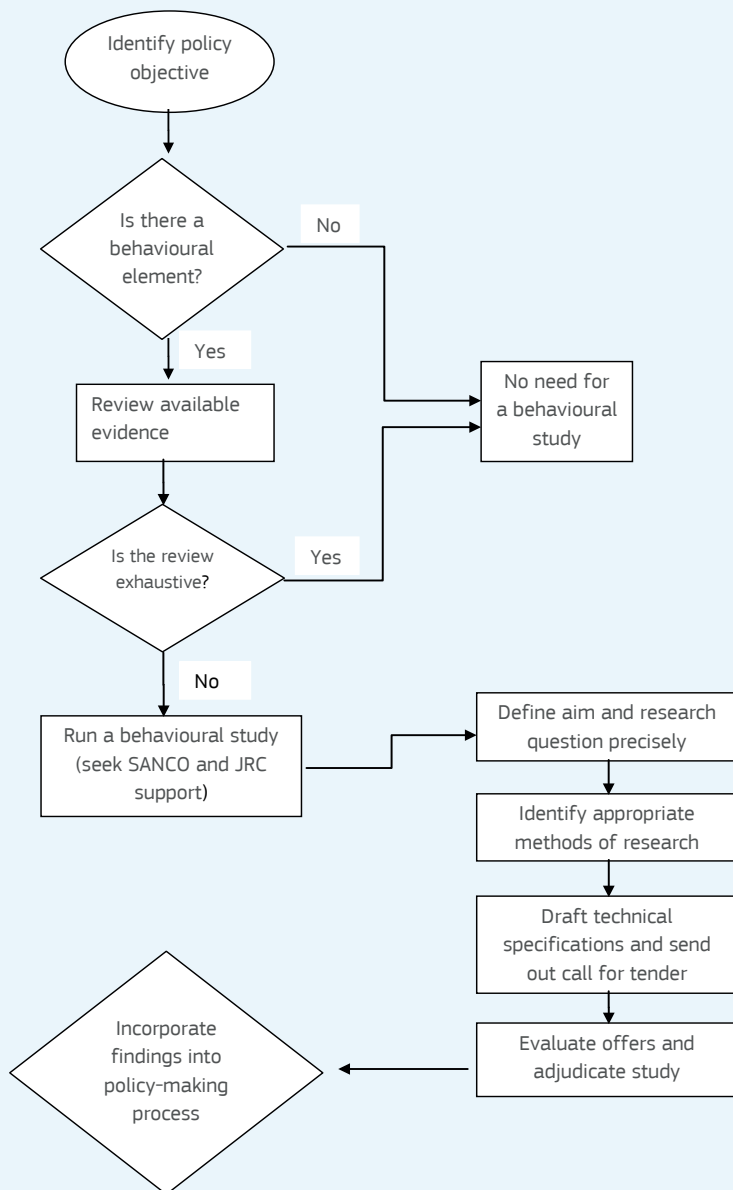 Identify policy
objective
Is there a
behavioural
element?
No
Yes
Review available
evidence
No need for
a behavioural
study
Is the review
exhaustive?
Yes
No
Run a behavioural study
(seek SANCO and JRC
support)
Define aim and research
question precisely
Identify appropriate
methods of research
Draft technical
specifications and send
out call for tender
Evaluate offers and
adjudicate study
Incorporate
findings into
policy-making
process